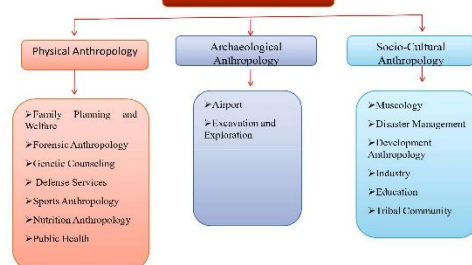 Physical Anthropology
Archaeological
Anthropology
Socio-Cultural
Anthropology
➤Family Planning and
Welfare
➤Forensic Anthropology
➤Genetic Counseling
➤ Defense Services
➤Sports Anthropology
➤Nutrition Anthropology
➤Public Health
➤Airport
➤Excavation and
Exploration
➤Museology
➤Disaster Management
➤Development
Anthropology
➤Industry
➤Education
➤Tribal Community